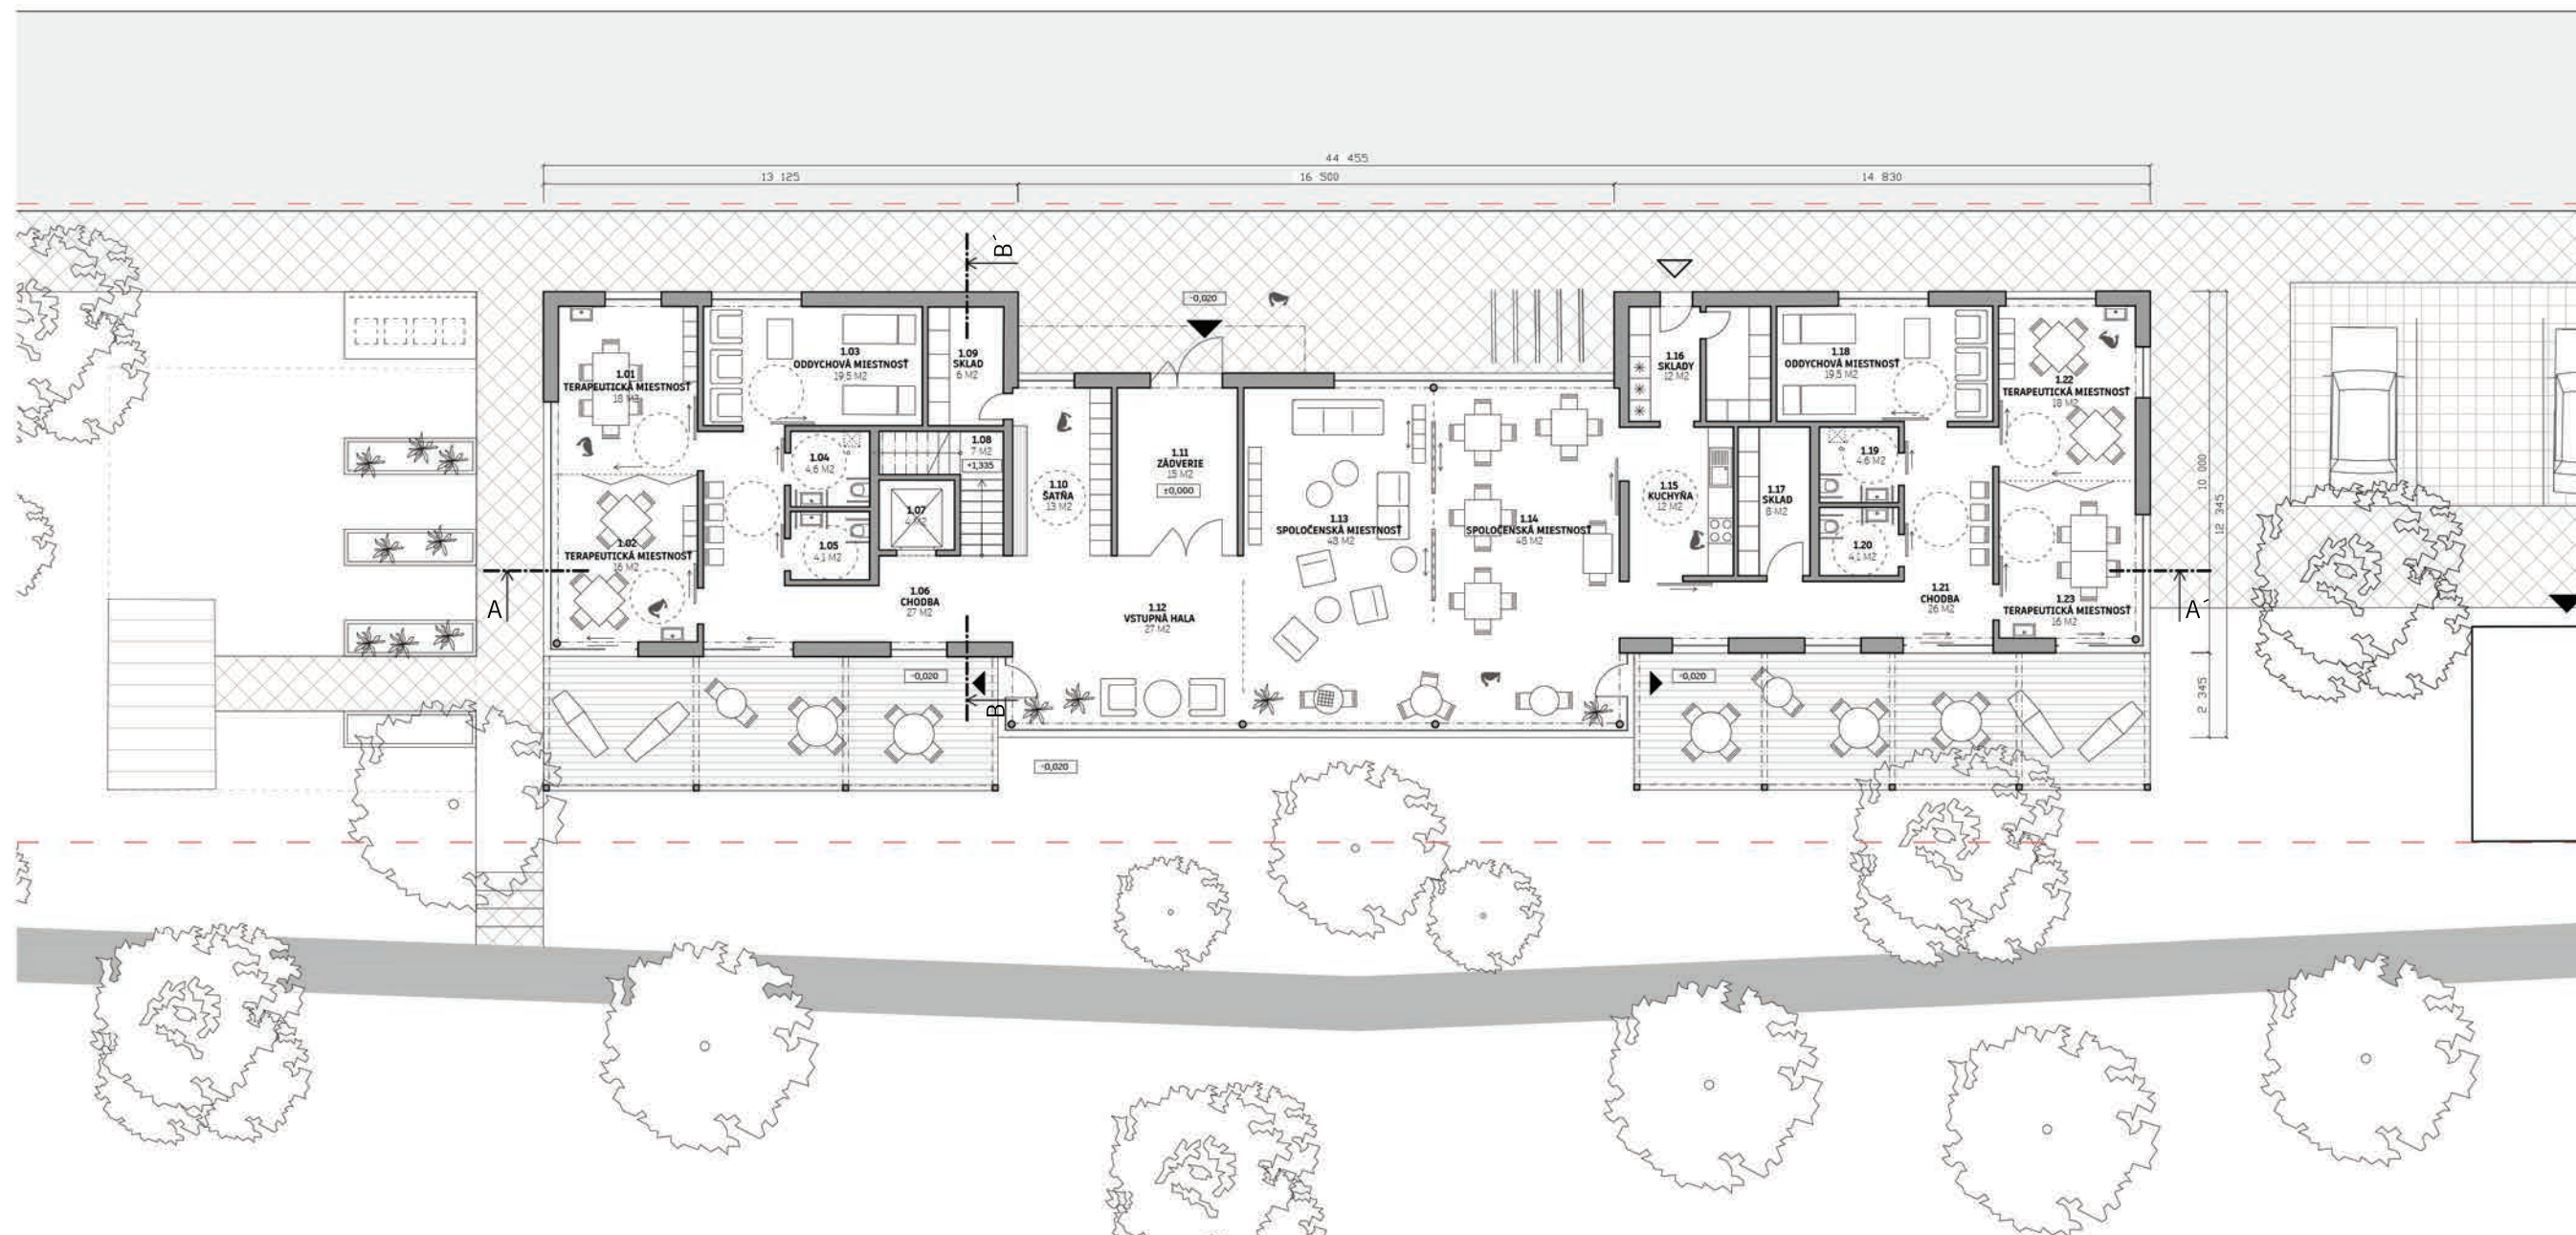 44 455
13 125
16 500
14 830
B´
-0,020
1.01
TERAPEUTICKÁ MIESTNOSŤ
18 M2
1.03
ODDYCHOVÁ MIESTNOSŤ
19,5 M2
1.09
SKLAD
6 M2
1.16
SKLADY
12 M2
1.18
ODDYCHOVÁ MIESTNOSŤ
19,5 M2
1.22
TERAPEUTICKÁ MIESTNOSŤ
18 M2
1.04
4,6 M2
1.08
7 M2
+1,335
1.11
ZÁDVERIE
15 M2
±0,000
1.10
ŠATŇA
13 M2
1.07
1.13
SPOLOČENSKÁ MIESTNOSŤ
48 M2
1.14
SPOLOČENSKÁ MIESTNOSŤ
48 M2
1.15
KUCHYŇA
12 M2
1.17
SKLAD
8 M2
1.19
4,6 M2
10 000
12 345
1.02
TERAPEUTICKÁ MIESTNOSŤ
16 M2
1.05
4,1 M2
1.20
4,1 M2
A
1.06
CHODBA
27 M2
1.12
VSTUPNÁ HALA
27 M2
1.21
CHODBA
26 M2
1.23
TERAPEUTICKÁ MIESTNOSŤ
16 M2
A´
-0,020
B
-0,020
2 345
-0,020